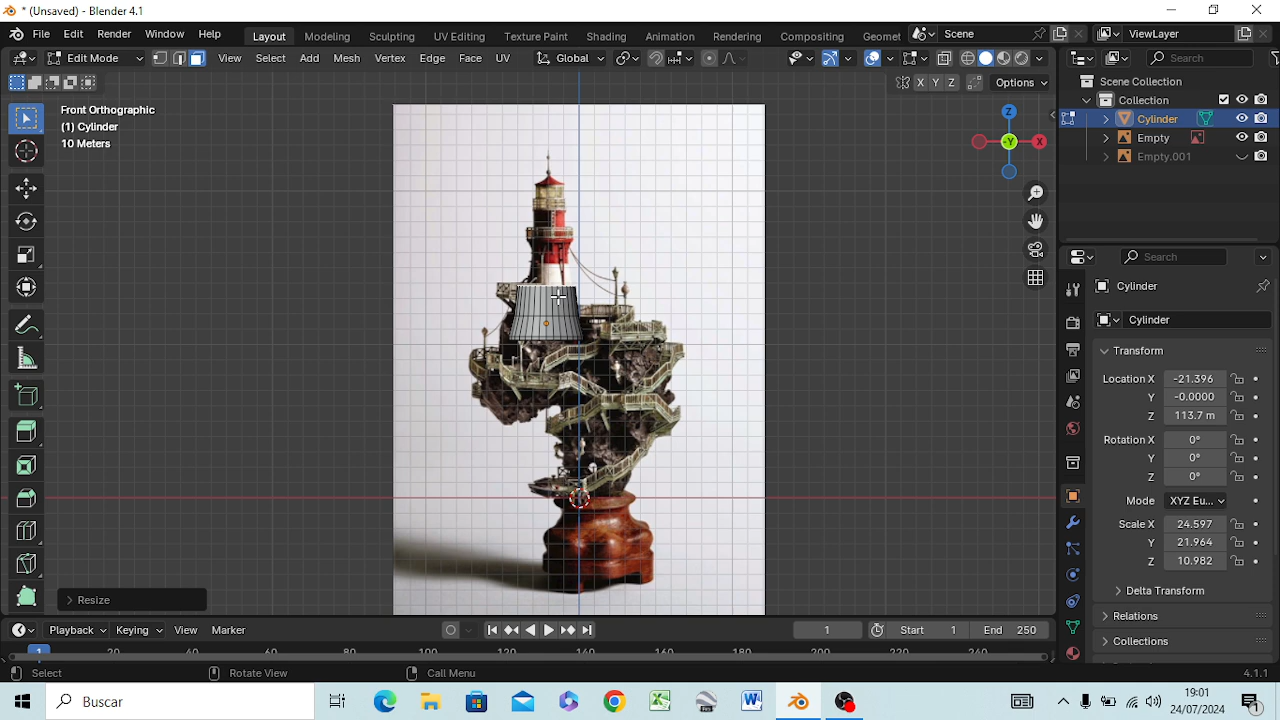 * (Unsaved) - Blender 4.1
File Edit Render Window Help Layout Modeling Sculpting UV Editing Texture Paint Shading Animation Rendering Compositing Geomet Scene ViewLayer
Edit Mode View Select Add Mesh Vertex Edge Face UV Global Search
X Y Z Options
Front Orthographic
(1) Cylinder
10 Meters
Scene Collection
Collection
Cylinder
Empty
Empty.001
Z
-Y
X
Search
Cylinder
Cylinder
Transform
Location X -21.396
Y -0.0000
Z 113.7 m
Rotation X 0°
Y 0°
Z 0°
Mode XYZ Eu...
Scale X 24.597
Y 21.964
Z 10.982
Delta Transform
Relations
Collections
Resize
Playback Keying View Marker 1 Start 1 End 250
1 20 40 60 80 100 120 140 160 180 200 220 240
Select Rotate View Call Menu 4.1.1
Buscar
09:01
24/07/2024
1